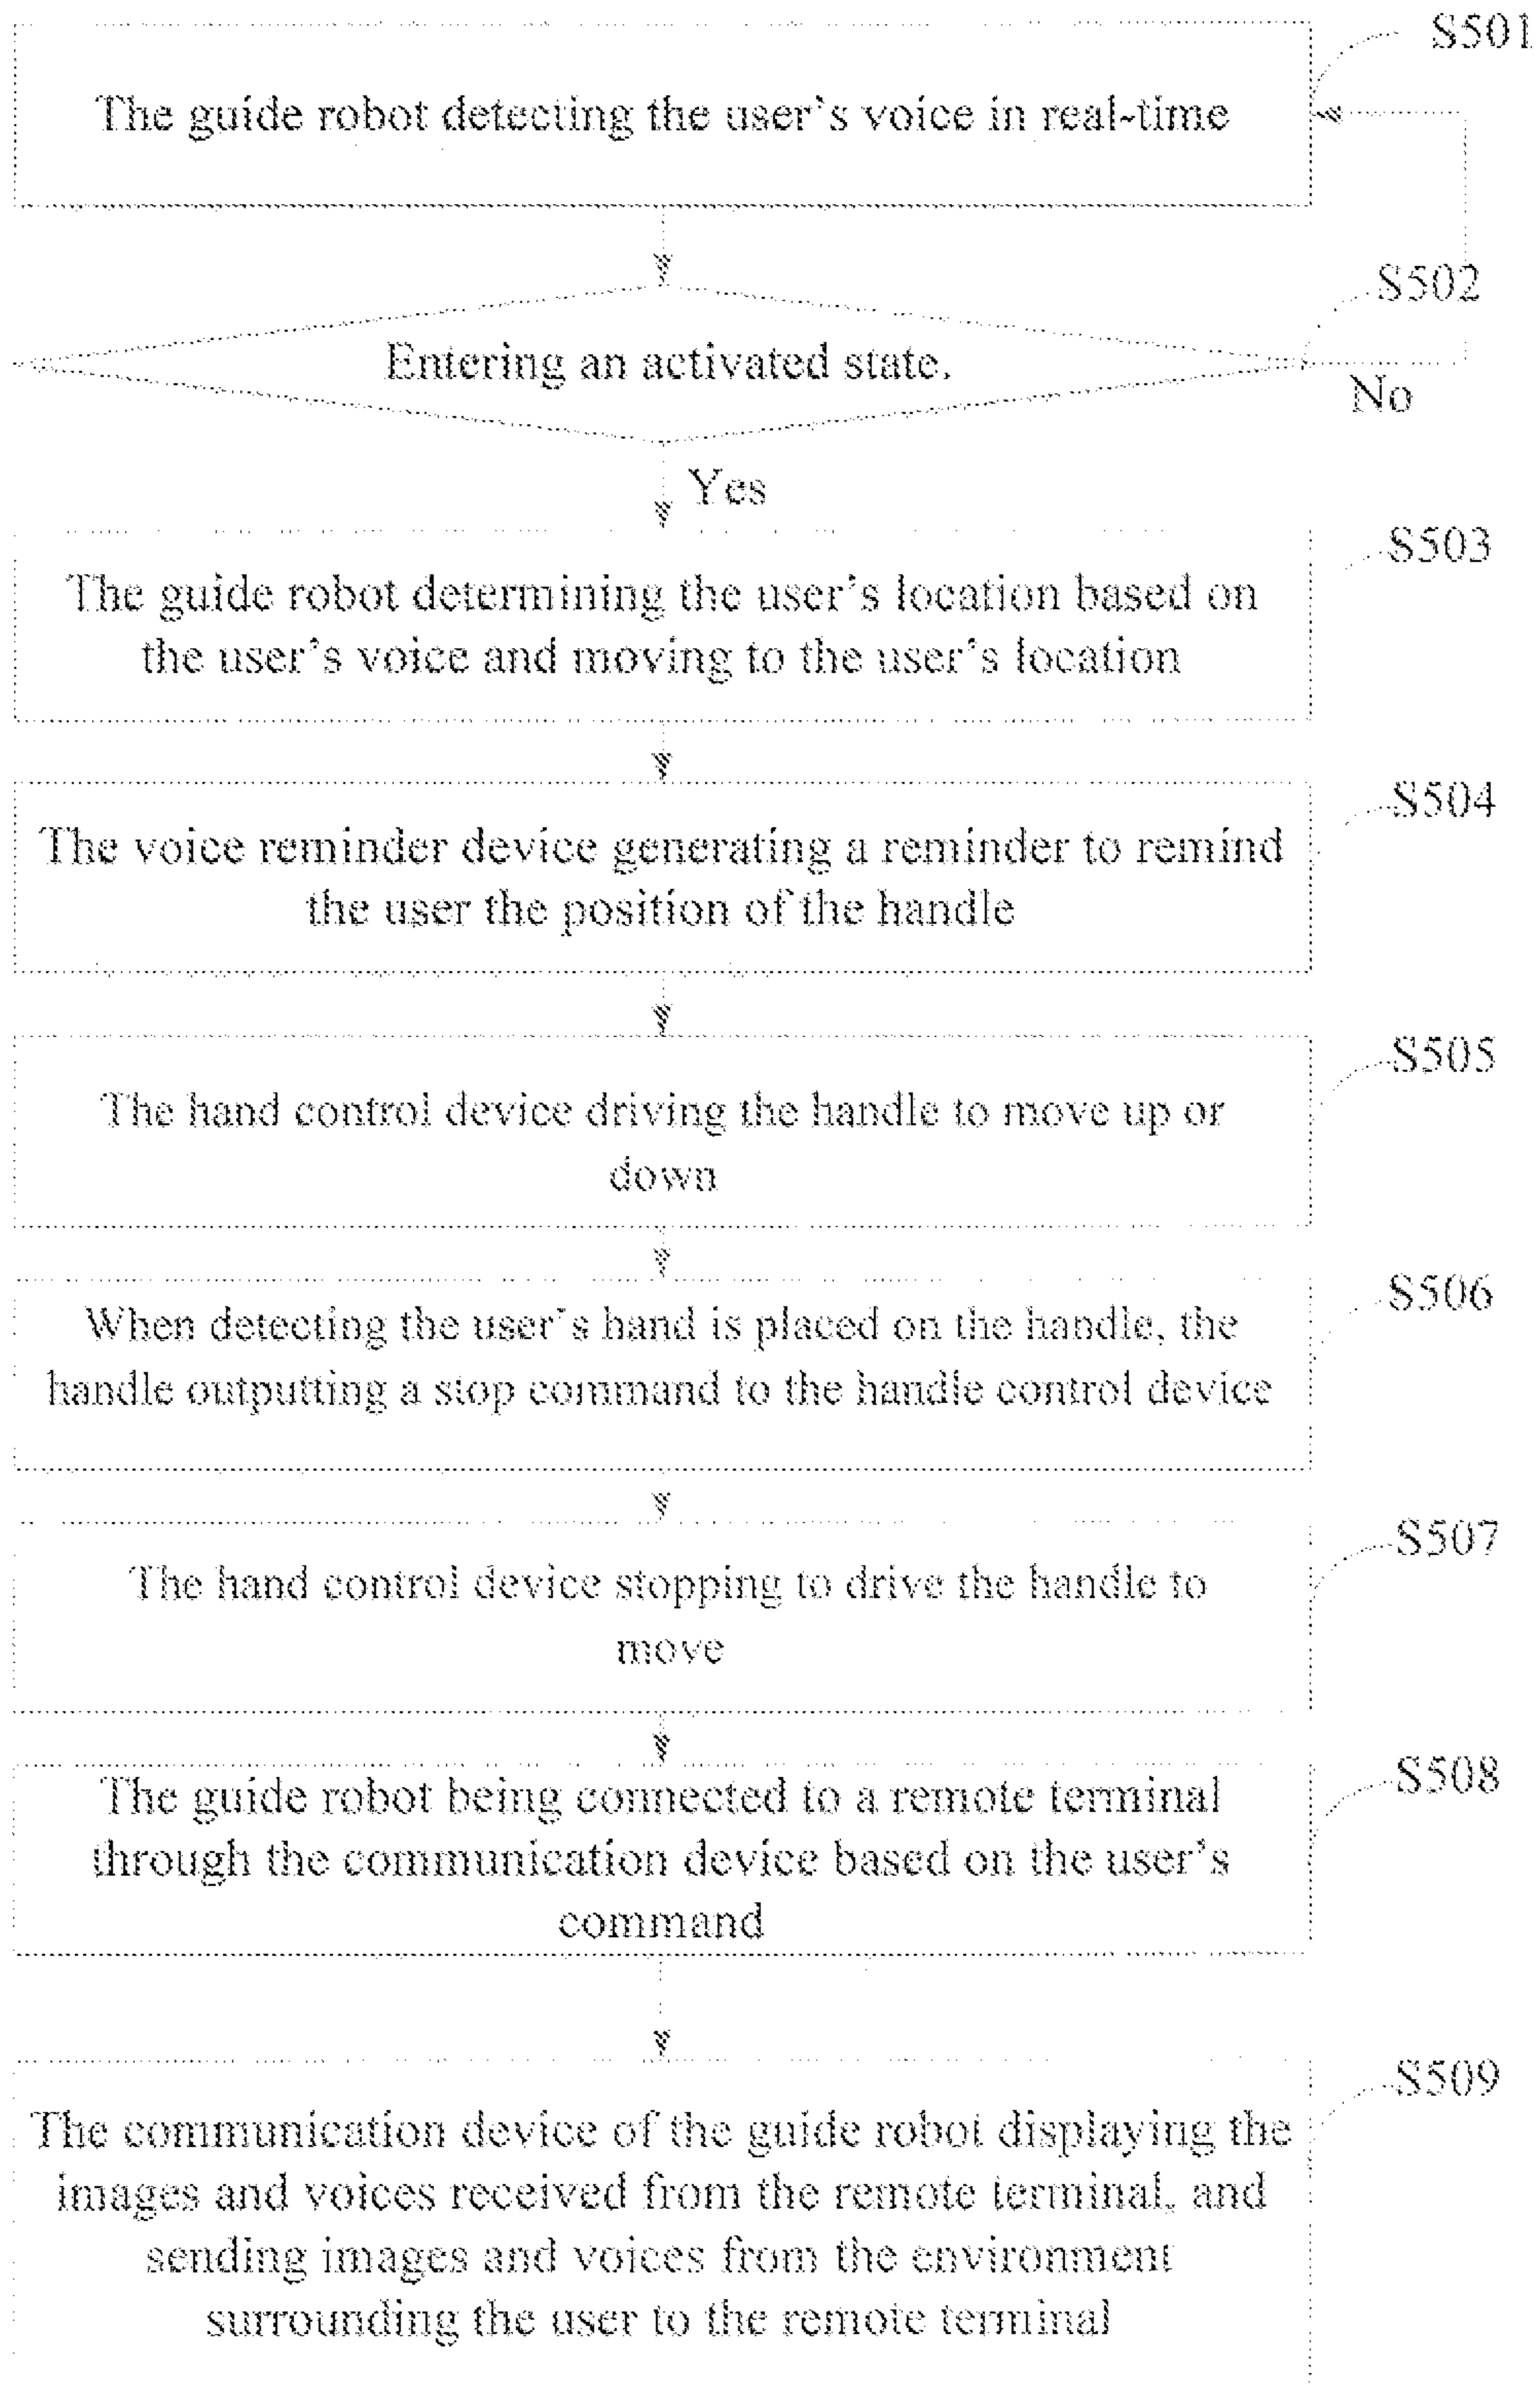 S501
The guide robot detecting the user's voice in real-time
S502
Entering an activated state.
No
Yes
S503
The guide robot determining the user's location based on
the user's voice and moving to the user's location
S504
The voice reminder device generating a reminder to remind
the user the position of the handle
S505
The hand control device driving the handle to move up or
down
S506
When detecting the user's hand is placed on the handle, the
handle outputting a stop command to the handle control device
S507
The hand control device stopping to drive the handle to
move
S508
The guide robot being connected to a remote terminal
through the communication device based on the user's
command
S509
The communication device of the guide robot displaying the
images and voices received from the remote terminal, and
sending images and voices from the environment
surrounding the user to the remote terminal